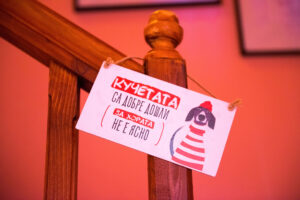 КУЧЕТАТА
СА ДОБРЕ ДОШЛИ
(ЗА ХОРАТА
НЕ Е ЯСНО)